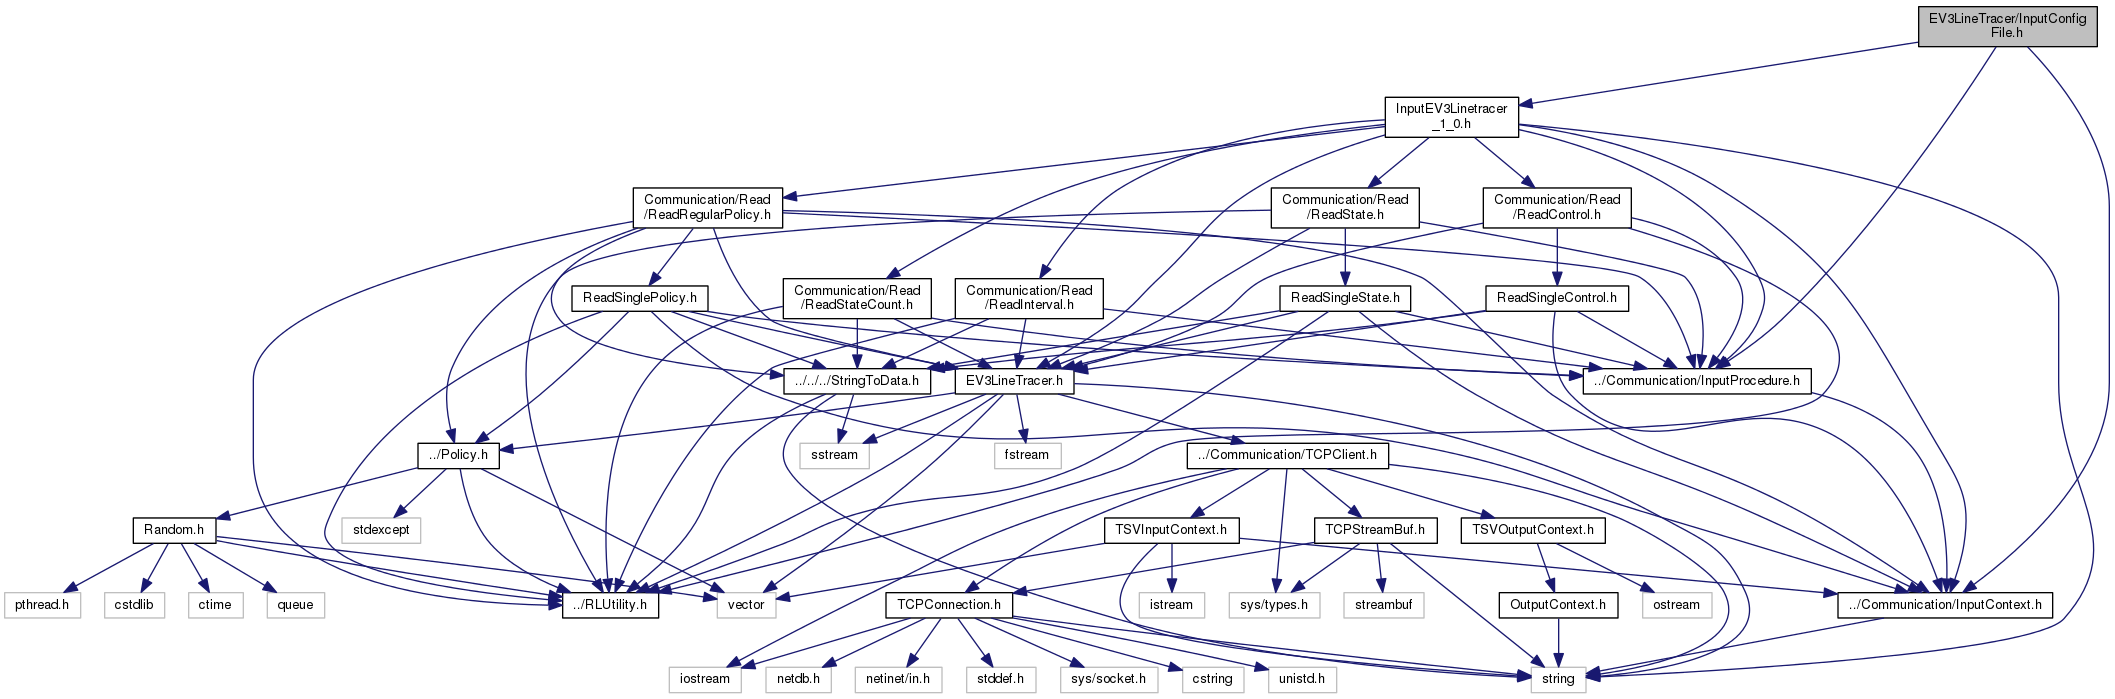 EV3LineTracer/InputConfig
File.h
InputEV3Linetracer
_1_0.h
Communication/Read
/ReadRegularPolicy.h
Communication/Read
/ReadState.h
Communication/Read
/ReadControl.h
ReadSinglePolicy.h
Communication/Read
/ReadStateCount.h
Communication/Read
/ReadInterval.h
ReadSingleState.h
ReadSingleControl.h
../../../StringToData.h
EV3LineTracer.h
../Communication/InputProcedure.h
../Policy.h
sstream
fstream
../Communication/TCPClient.h
Random.h
stdexcept
TSVInputContext.h
TCPStreamBuf.h
TSVOutputContext.h
pthread.h
cstdlib
ctime
queue
../RLUtility.h
vector
TCPConnection.h
istream
sys/types.h
streambuf
OutputContext.h
ostream
../Communication/InputContext.h
iostream
netdb.h
netinet/in.h
stddef.h
sys/socket.h
cstring
unistd.h
string